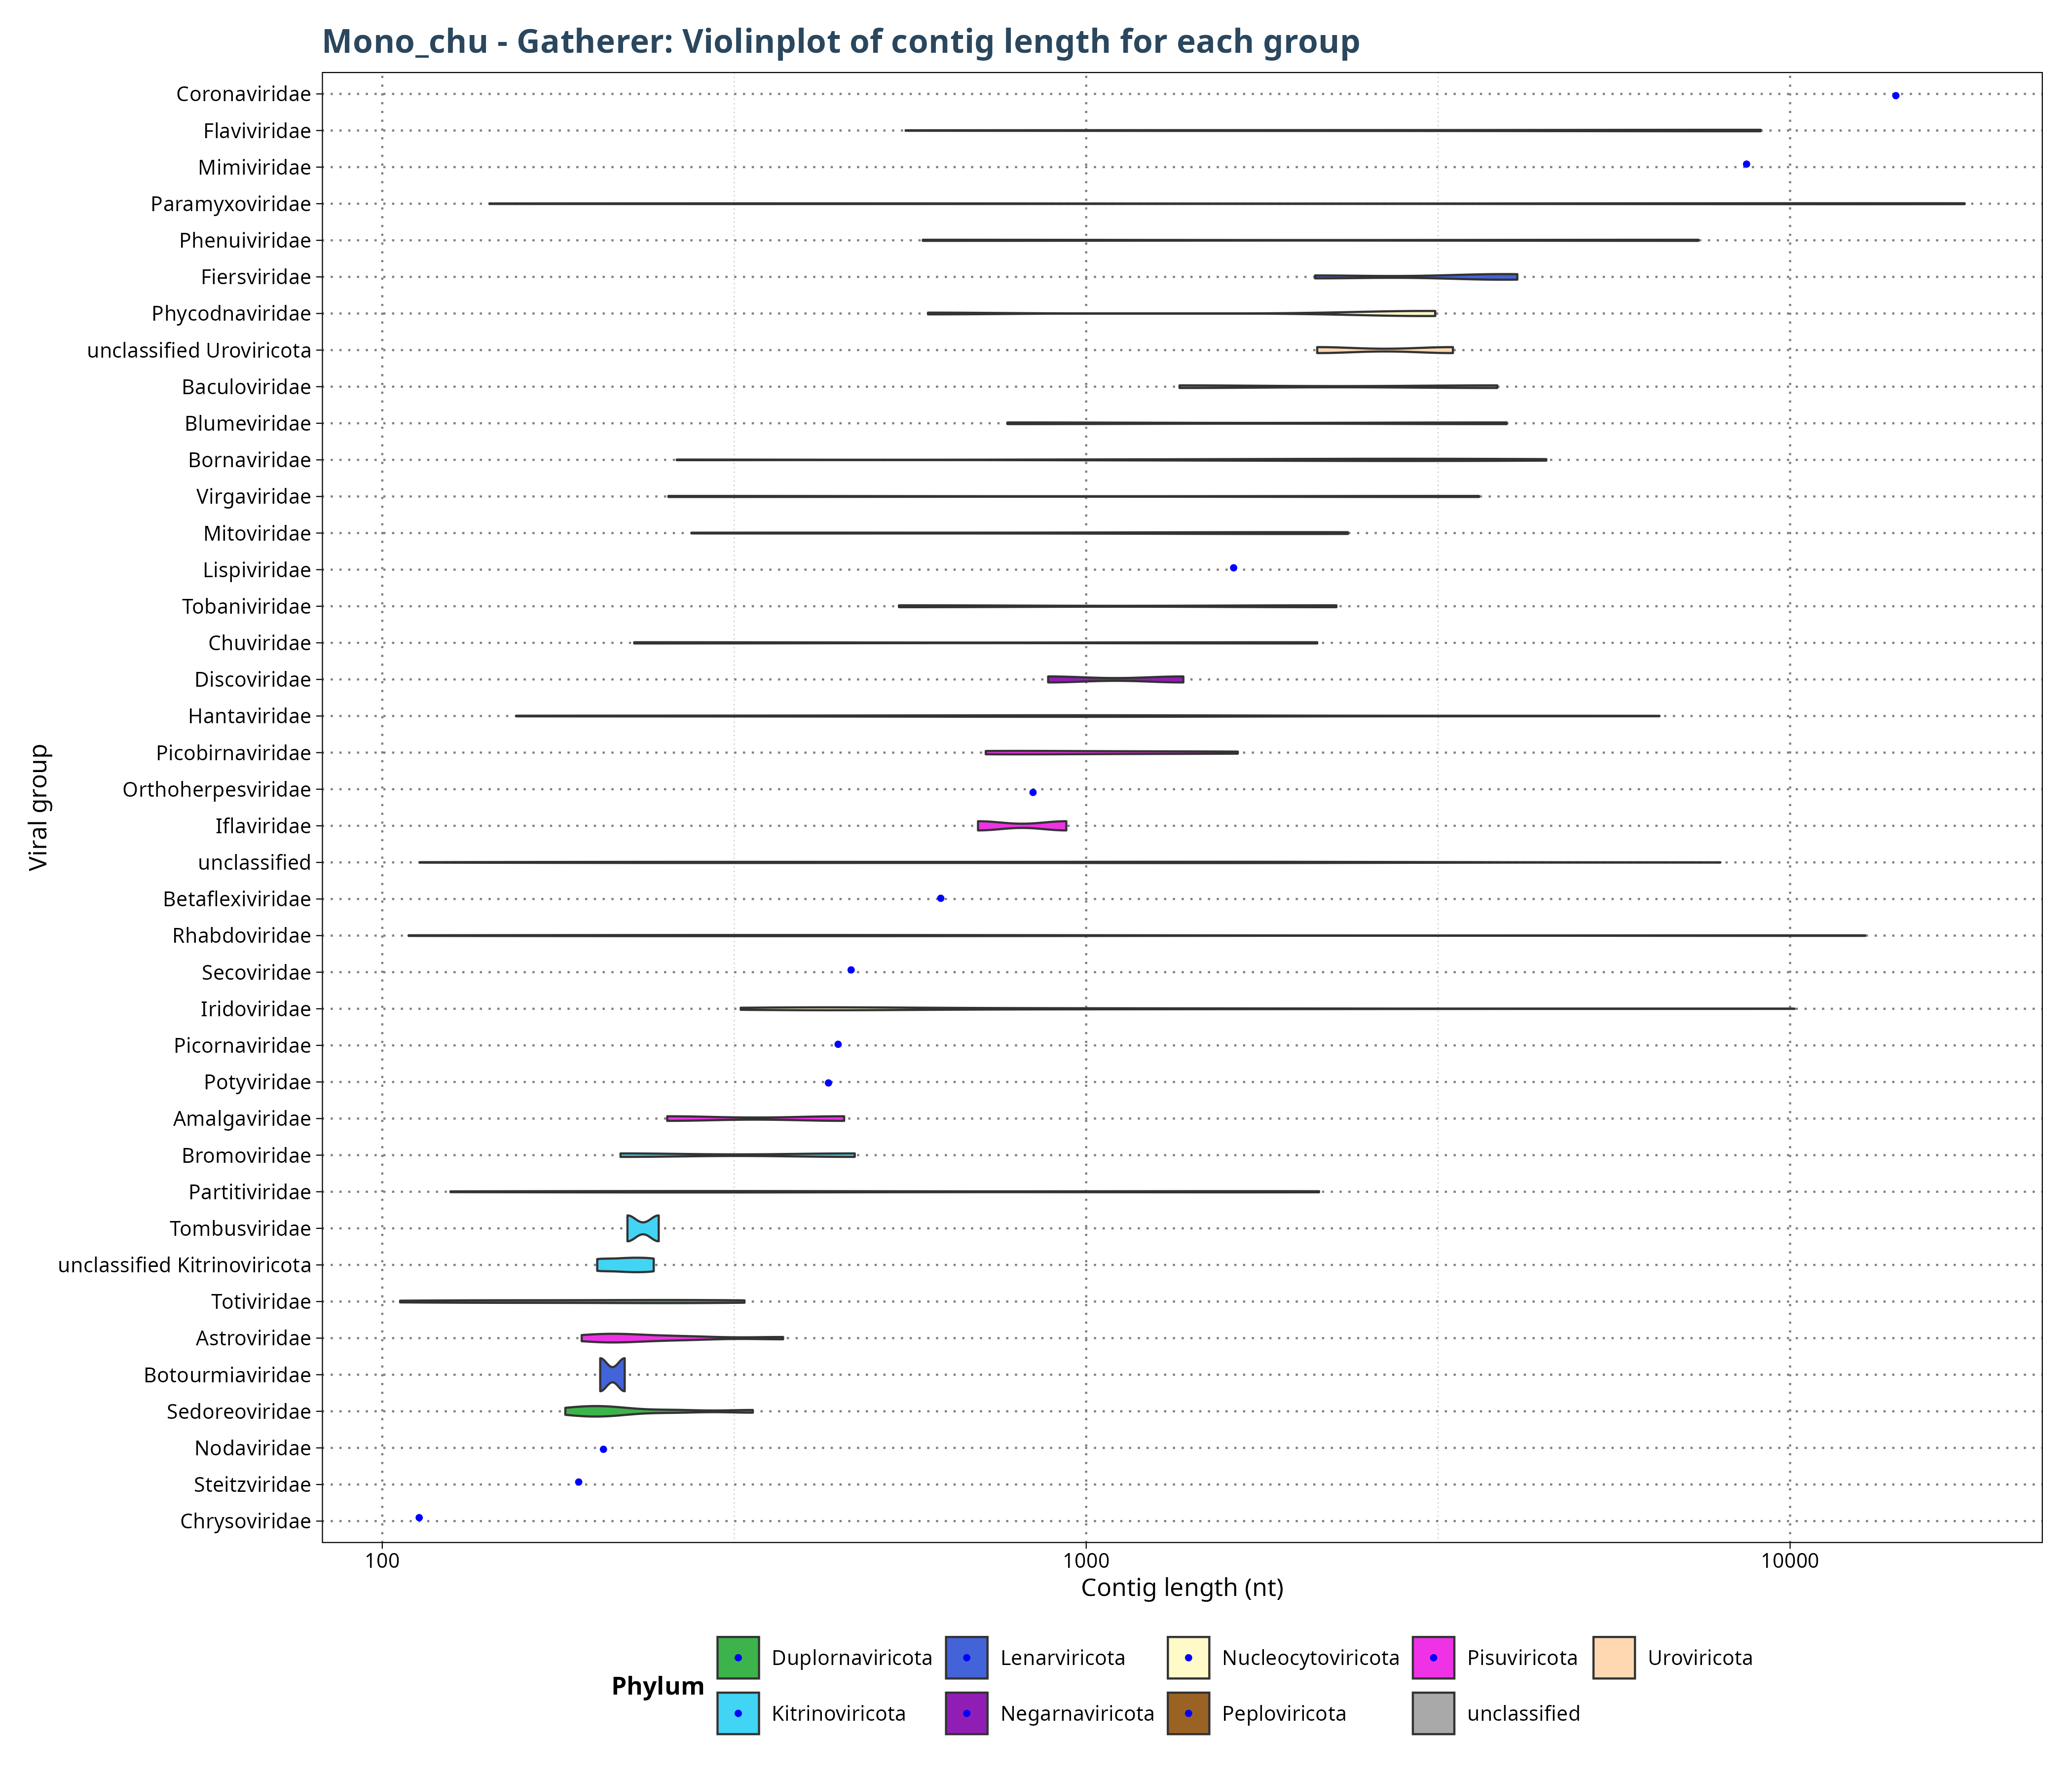 Mono_chu - Gatherer: Violinplot of contig length for each group
Viral group
Coronaviridae
Flaviviridae
Mimiviridae
Paramyxoviridae
Phenuiviridae
Fiersviridae
Phycodnaviridae
unclassified Uroviricota
Baculoviridae
Blumeviridae
Bornaviridae
Virgaviridae
Mitoviridae
Lispiviridae
Tobaniviridae
Chuviridae
Discoviridae
Hantaviridae
Picobirnaviridae
Orthoherpesviridae
Iflaviridae
unclassified
Betaflexiviridae
Rhabdoviridae
Secoviridae
Iridoviridae
Picornaviridae
Potyviridae
Amalgaviridae
Bromoviridae
Partitiviridae
Tombusviridae
unclassified Kitrinoviricota
Totiviridae
Astroviridae
Botourmiaviridae
Sedoreoviridae
Nodaviridae
Steitzviridae
Chrysoviridae
100 1000 10000
Contig length (nt)
Phylum
Duplornaviricota Lenarviricota Nucleocytoviricota Pisuviricota Uroviricota
Kitrinoviricota Negarnaviricota Peploviricota unclassified